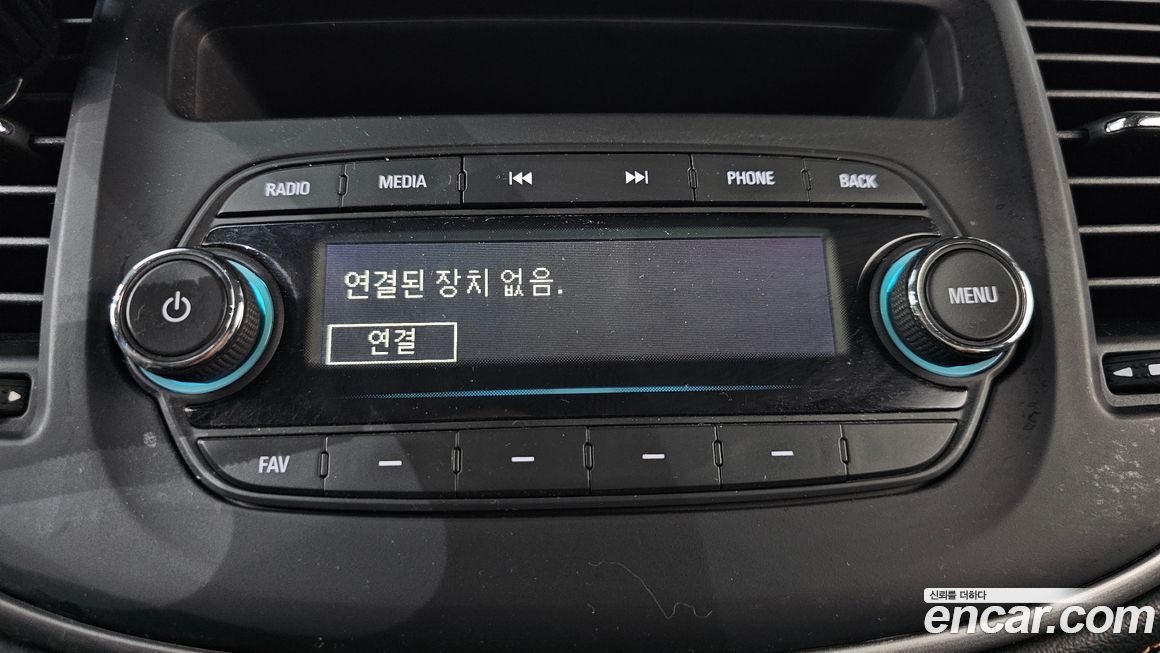 RADIO MEDIA PHONE BACK
연결된 장치 없음.
MENU
연결
FAV
신뢰를 더하다
encar.com